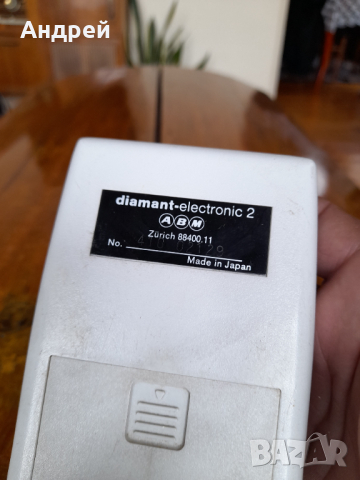 Андрей
diamant-electronic 2
ABM
Zürich 88400.11
No.
Made in Japan
BAZAR